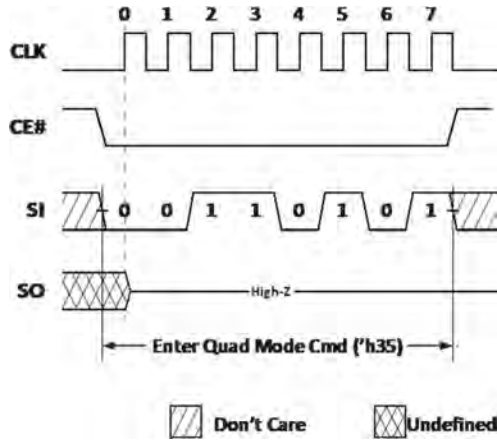 0 1 2 3 4 5 6 7
CLK
CE#
SI 0 0 1 1 0 1 0 1
SO High-Z
Enter Quad Mode Cmd ('h35)
Don't Care Undefined